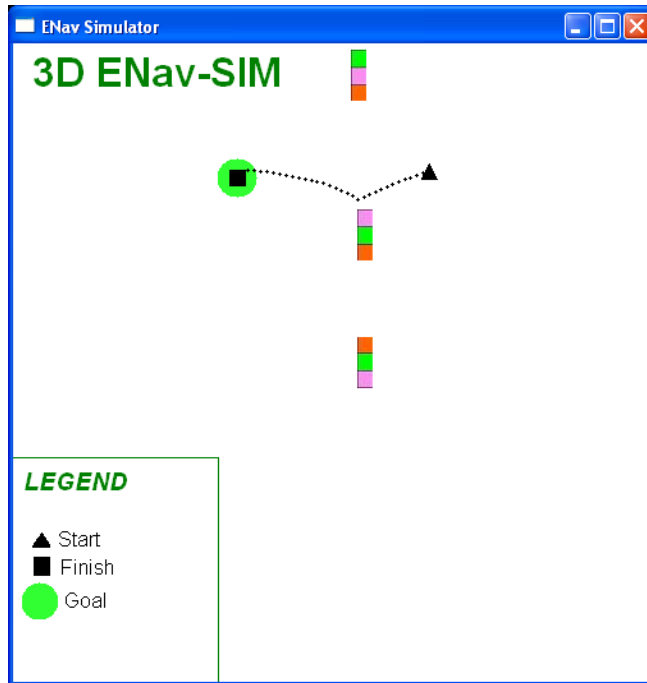 ENav Simulator
3D ENav-SIM
LEGEND
Start
Finish
Goal